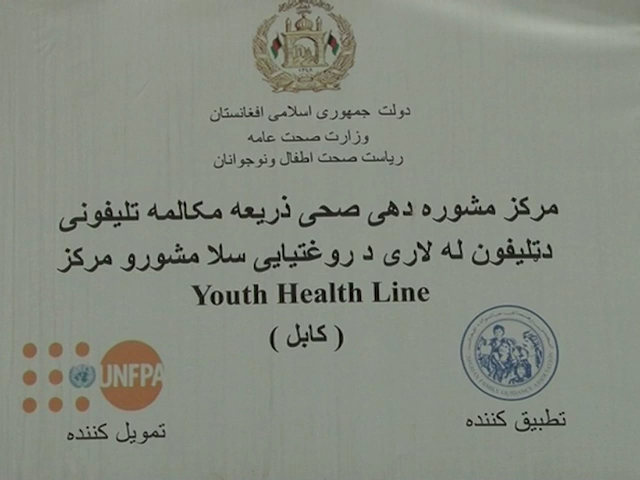 دولت جمهوری اسلامی افغانستان
وزارت صحت عامه
ریاست صحت اطفال ونوجوانان
مرکز مشوره دهی صحی ذریعه مکالمه تلیفونی
دټلیفون له لاری د روغتیایی سلا مشورو مرکز
Youth Health Line
( کابل )
UNFPA
تطبیق کننده
تمویل کننده